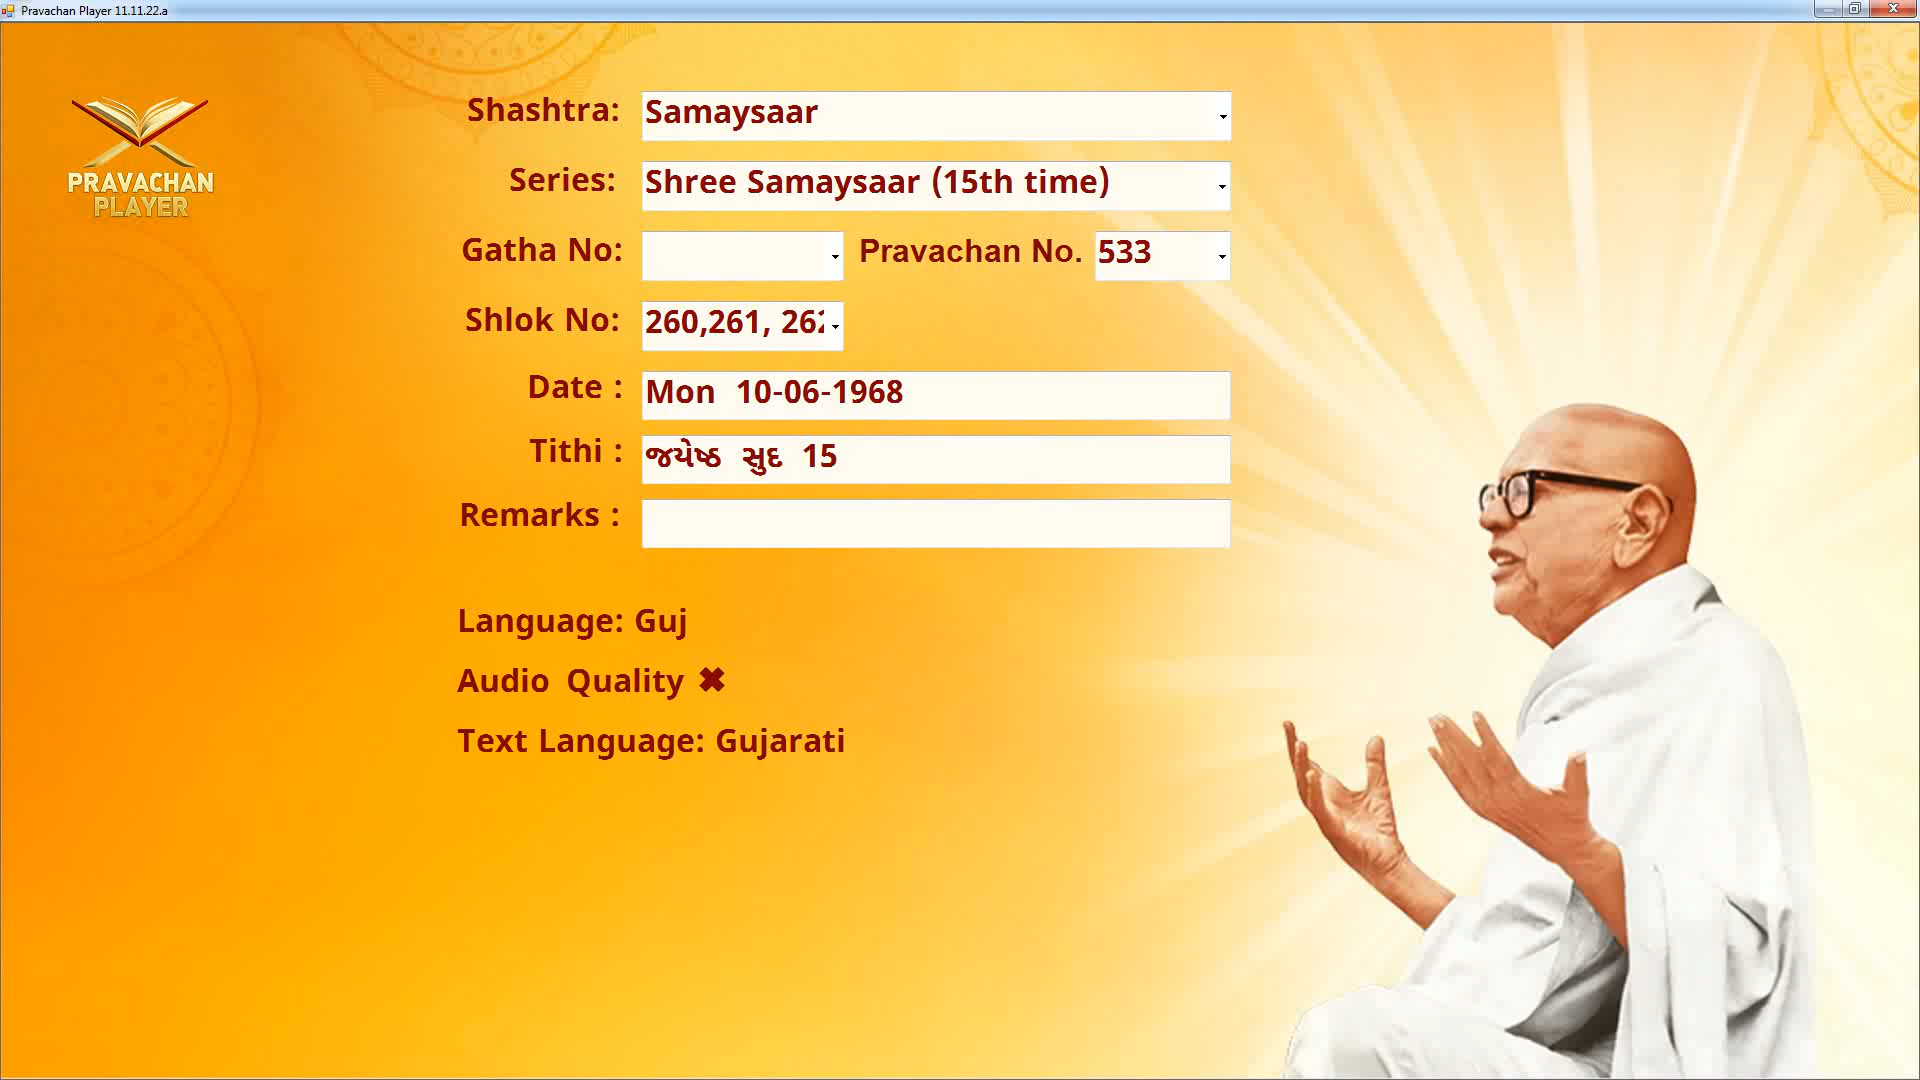 Pravachan Player 11.11.22.a
PRAVACHAN
PLAYER
Shashtra: Samaysaar
Series: Shree Samaysaar (15th time)
Gatha No: Pravachan No. 533
Shlok No: 260,261, 262
Date : Mon 10-06-1968
Tithi : જયેષ્ઠ સુદ 15
Remarks :
Language: Guj
Audio Quality ✖
Text Language: Gujarati